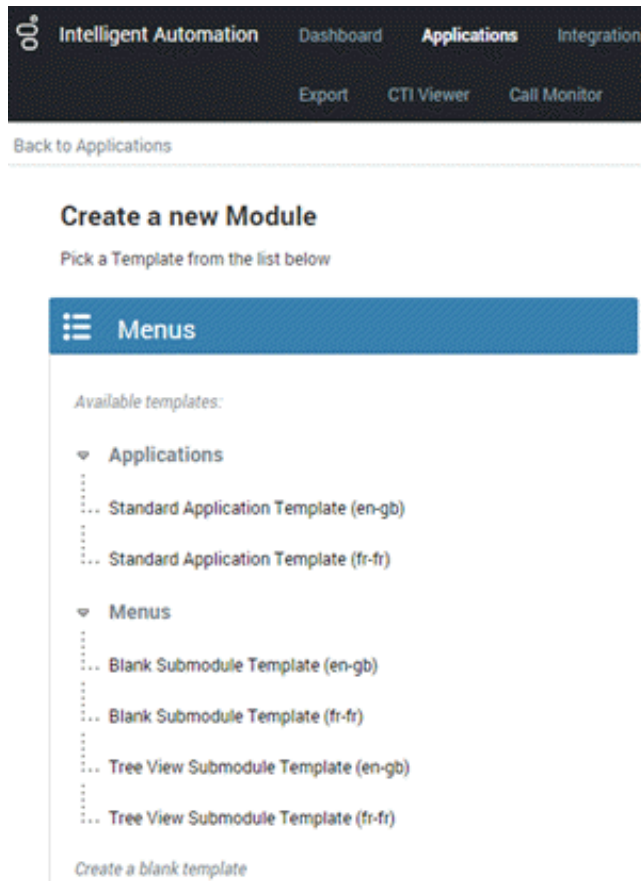 Intelligent Automation Dashboard Applications Integration
Export CTI Viewer Call Monitor
Back to Applications
Create a new Module
Pick a Template from the list below
Menus
Available templates:
Applications
Standard Application Template (en-gb)
Standard Application Template (fr-fr)
Menus
Blank Submodule Template (en-gb)
Blank Submodule Template (fr-fr)
Tree View Submodule Template (en-gb)
Tree View Submodule Template (fr-fr)
Create a blank template